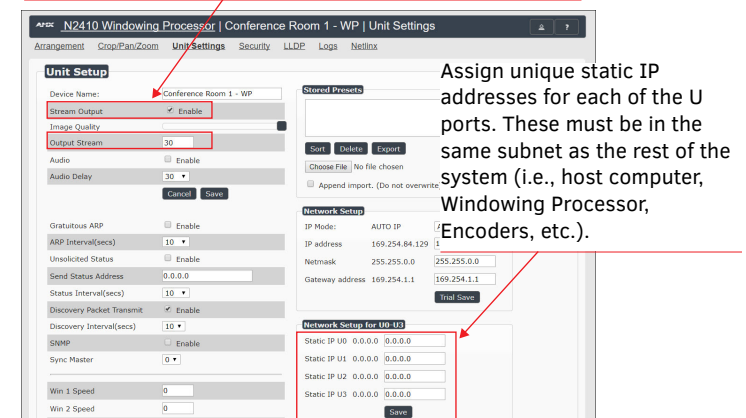 AMX N2410 Windowing Processor | Conference Room 1 - WP | Unit Settings
?
Arrangement Crop/Pan/Zoom Unit Settings Security LLDP Logs Netlinx
Unit Setup
Device Name: Conference Room 1 - WP
Stream Output Enable
Image Quality
Output Stream 30
Audio Enable
Audio Delay 30
Cancel Save
Gratuitous ARP Enable
ARP Interval(secs) 10
Unsolicited Status Enable
Send Status Address 0.0.0.0
Status Interval(secs) 10
Discovery Packet Transmit Enable
Discovery Interval(secs) 10
SNMP Enable
Sync Master 0
Win 1 Speed 0
Win 2 Speed 0
Stored Presets
Sort Delete Export
Choose File No file chosen
Append import. (Do not overwrite
Network Setup
IP Mode: AUTO IP
IP address 169.254.84.129 1
Netmask 255.255.0.0 255.255.0.0
Gateway address 169.254.1.1 169.254.1.1
Trial Save
Network Setup for U0-U3
Static IP U0 0.0.0.0 0.0.0.0
Static IP U1 0.0.0.0 0.0.0.0
Static IP U2 0.0.0.0 0.0.0.0
Static IP U3 0.0.0.0 0.0.0.0
Save
Assign unique static IP
addresses for each of the U
ports. These must be in the
same subnet as the rest of the
system (i.e., host computer,
Windowing Processor,
Encoders, etc.).